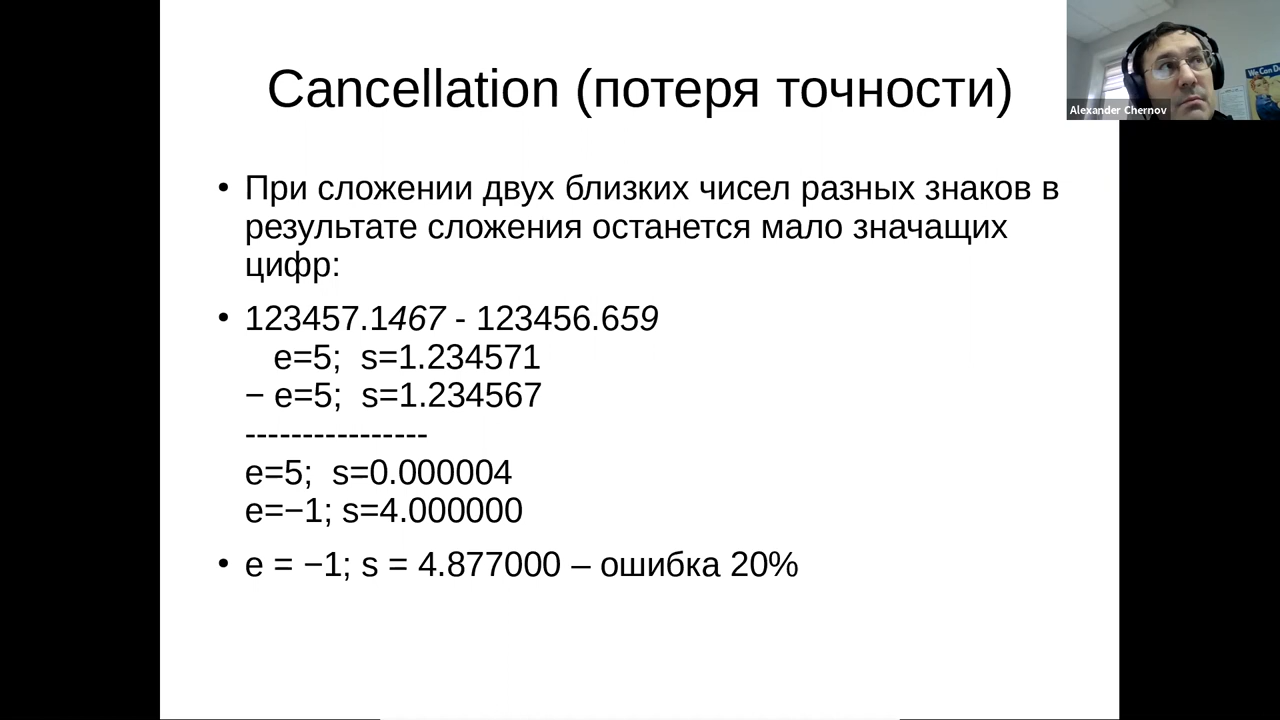 Cancellation (потеря точности)
• При сложении двух близких чисел разных знаков в
результате сложения останется мало значащих
цифр:
• 123457.1467 - 123456.659
e=5; s=1.234571
− e=5; s=1.234567
----------------
e=5; s=0.000004
e=−1; s=4.000000
• e = −1; s = 4.877000 – ошибка 20%
Alexander Chernov
We Can D